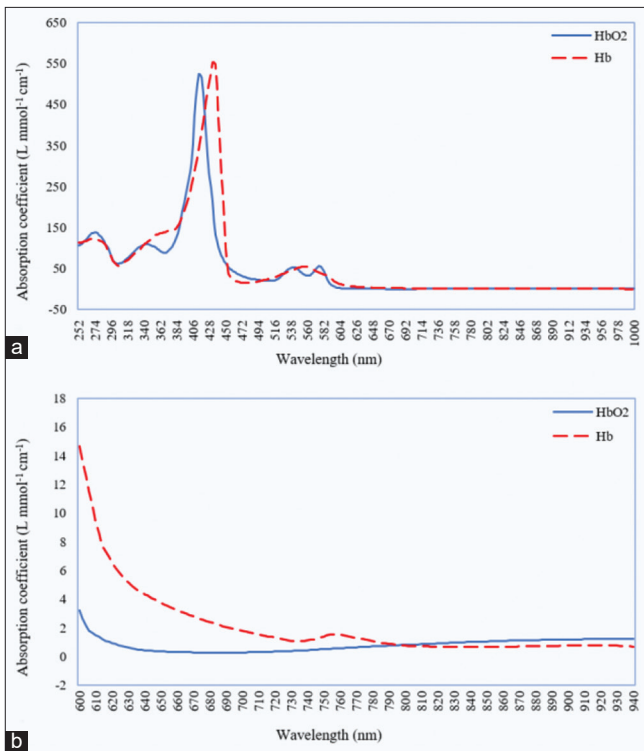 650
550
450
350
250
150
50
-50
Absorption coefficient (L mmol-1 cm-1)
HbO2
Hb
252 274 296 318 340 362 384 406 428 450 472 494 516 538 560 582 604 626 648 670 692 714 736 758 780 802 824 846 868 890 912 934 956 978 1000
Wavelength (nm)
a
18
16
14
12
10
8
6
4
2
0
-2
Absorption coefficient (L mmol-1 cm-1)
HbO2
Hb
600 610 620 630 640 650 660 670 680 690 700 710 720 730 740 750 760 770 780 790 800 810 820 830 840 850 860 870 880 890 900 910 920 930 940
Wavelength (nm)
b